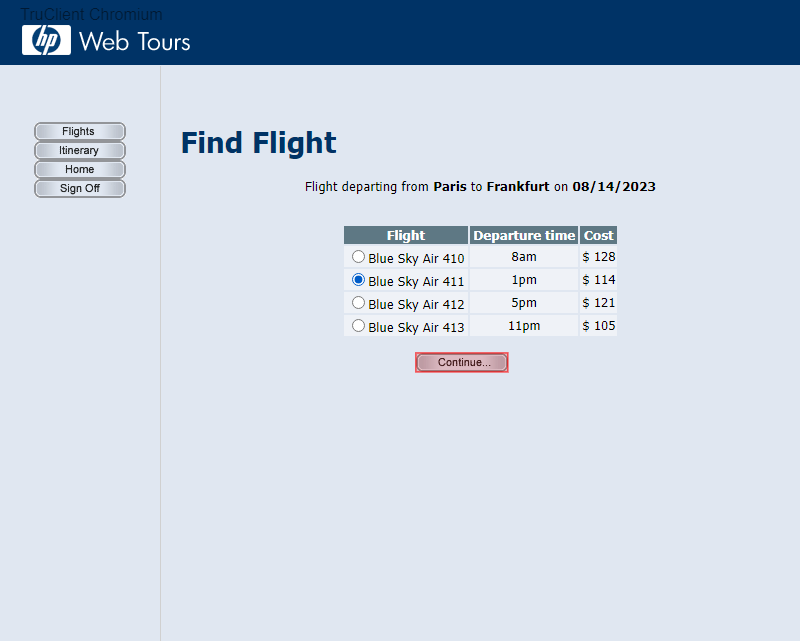 TruClient Chromium
hp Web Tours
Flights
Itinerary
Home
Sign Off
Find Flight
Flight departing from Paris to Frankfurt on 08/14/2023
Flight Departure time Cost
Blue Sky Air 410 8am $ 128
Blue Sky Air 411 1pm $ 114
Blue Sky Air 412 5pm $ 121
Blue Sky Air 413 11pm $ 105
Continue...